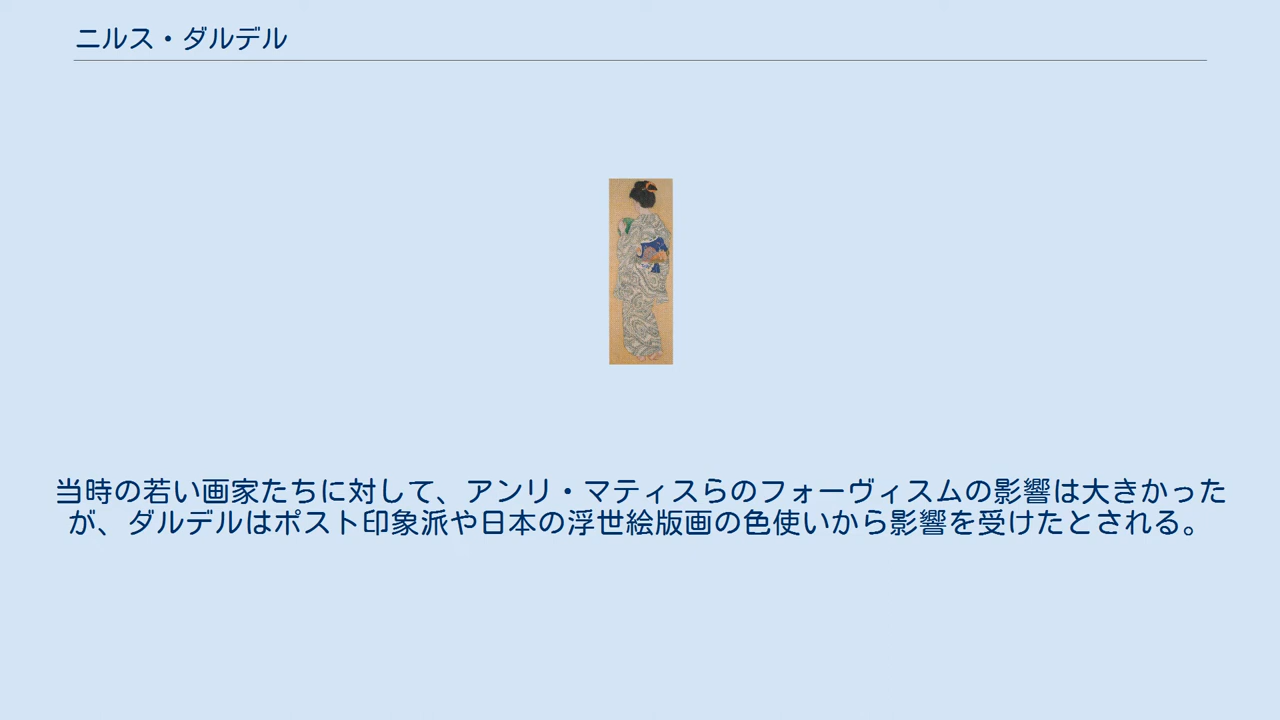 ニルス・ダルデル
当時の若い画家たちに対して、アンリ・マティスらのフォーヴィスムの影響は大きかった
が、ダルデルはポスト印象派や日本の浮世絵版画の色使いから影響を受けたとされる。